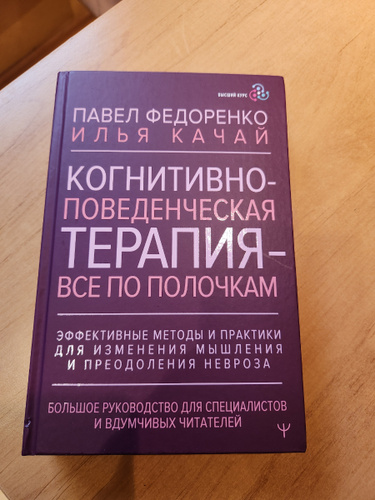 ВЫСШИЙ КУРС
ПАВЕЛ ФЕДОРЕНКО
ИЛЬЯ КАЧАЙ
КОГНИТИВНО-
ПОВЕДЕНЧЕСКАЯ
ТЕРАПИЯ-
ВСЕ ПО ПОЛОЧКАМ
ЭФФЕКТИВНЫЕ МЕТОДЫ И ПРАКТИКИ
ДЛЯ ИЗМЕНЕНИЯ МЫШЛЕНИЯ
И ПРЕОДОЛЕНИЯ НЕВРОЗА
БОЛЬШОЕ РУКОВОДСТВО ДЛЯ СПЕЦИАЛИСТОВ
И ВДУМЧИВЫХ ЧИТАТЕЛЕЙ